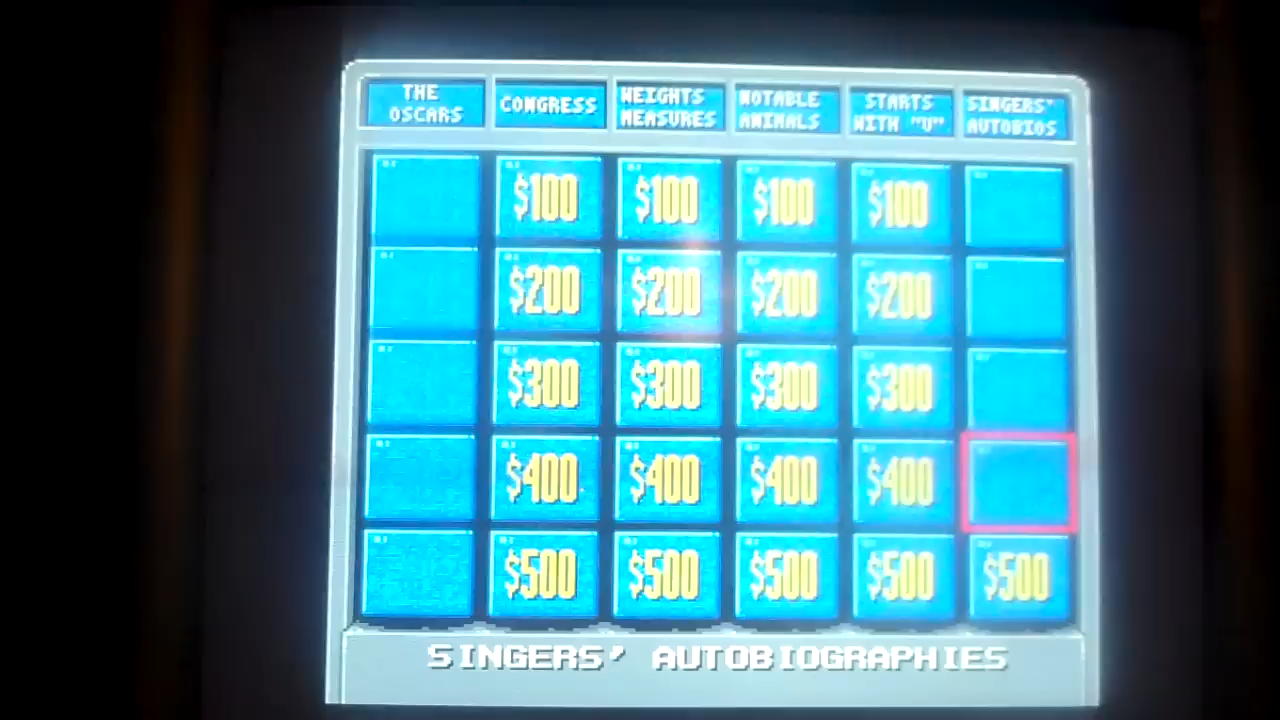 THE
OSCARS
CONGRESS
WEIGHTS
MEASURES
NOTABLE
ANIMALS
STARTS
WITH "U"
SINGERS'
AUTOBIOS
$100 $100 $100 $100
$200 $200 $200 $200
$300 $300 $300 $300
$400 $400 $400 $400
$500 $500 $500 $500 $500
SINGERS' AUTOBIOGRAPHIES